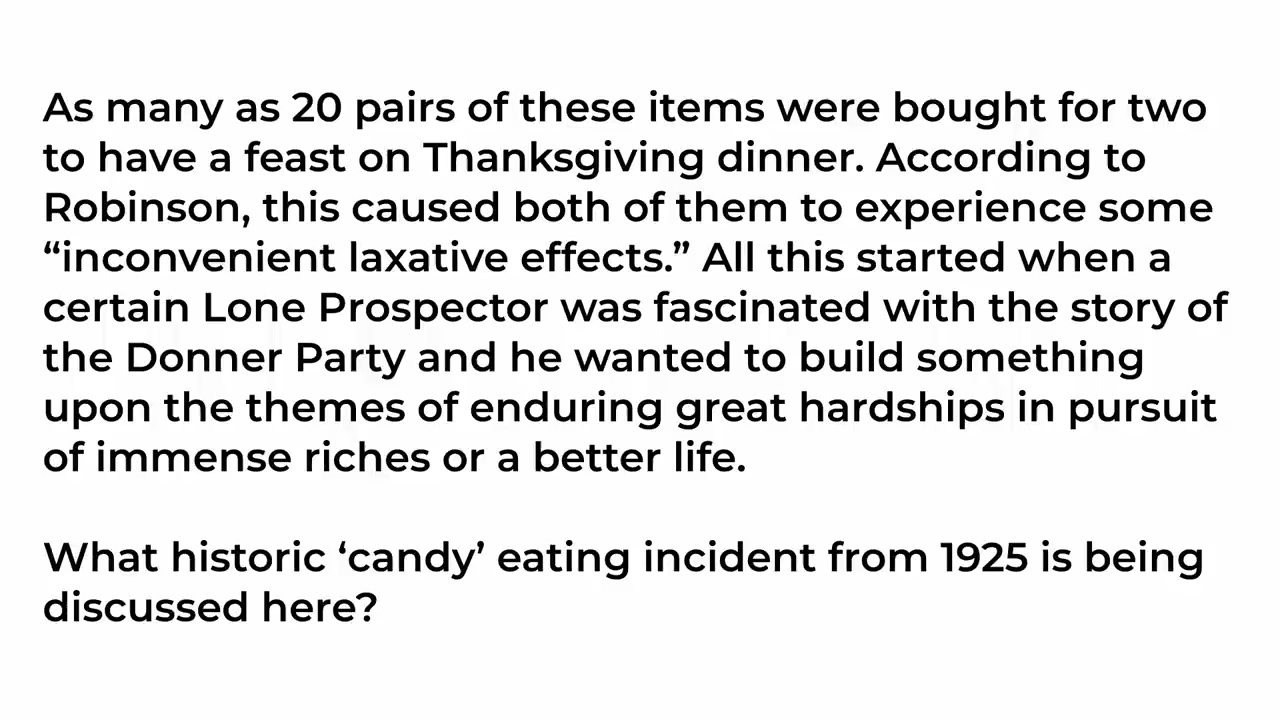 As many as 20 pairs of these items were bought for two
to have a feast on Thanksgiving dinner. According to
Robinson, this caused both of them to experience some
“inconvenient laxative effects.” All this started when a
certain Lone Prospector was fascinated with the story of
the Donner Party and he wanted to build something
upon the themes of enduring great hardships in pursuit
of immense riches or a better life.
What historic ‘candy’ eating incident from 1925 is being
discussed here?